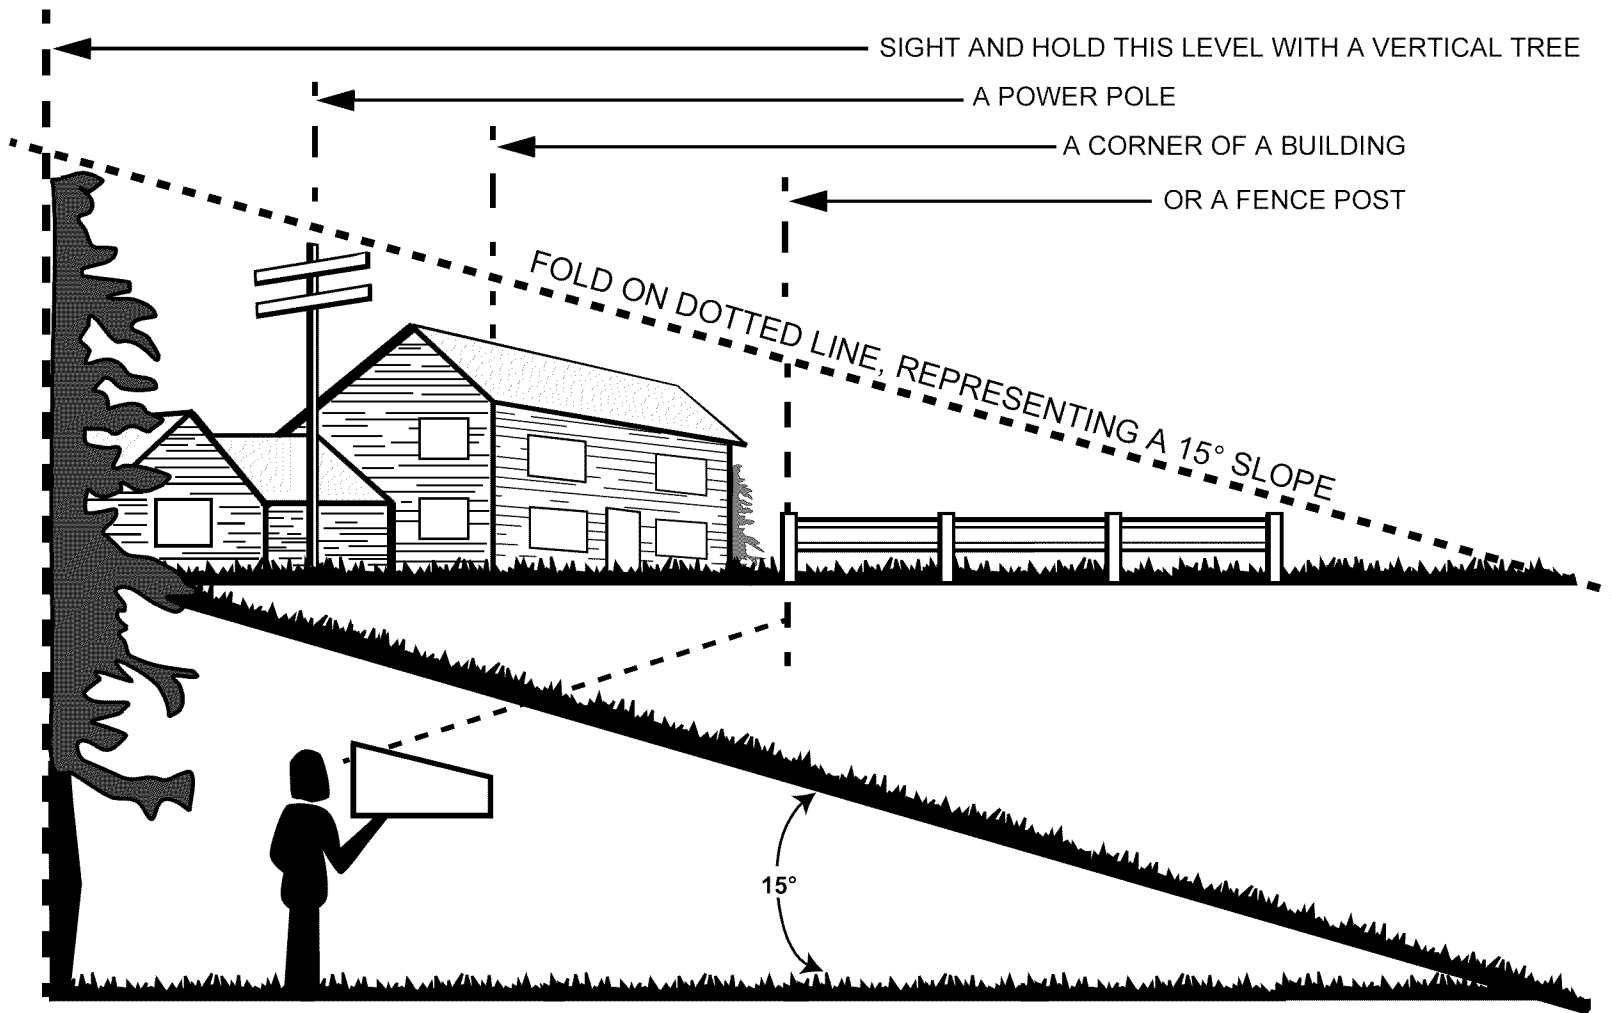 SIGHT AND HOLD THIS LEVEL WITH A VERTICAL TREE
A POWER POLE
A CORNER OF A BUILDING
OR A FENCE POST
FOLD ON DOTTED LINE, REPRESENTING A 15° SLOPE
15°